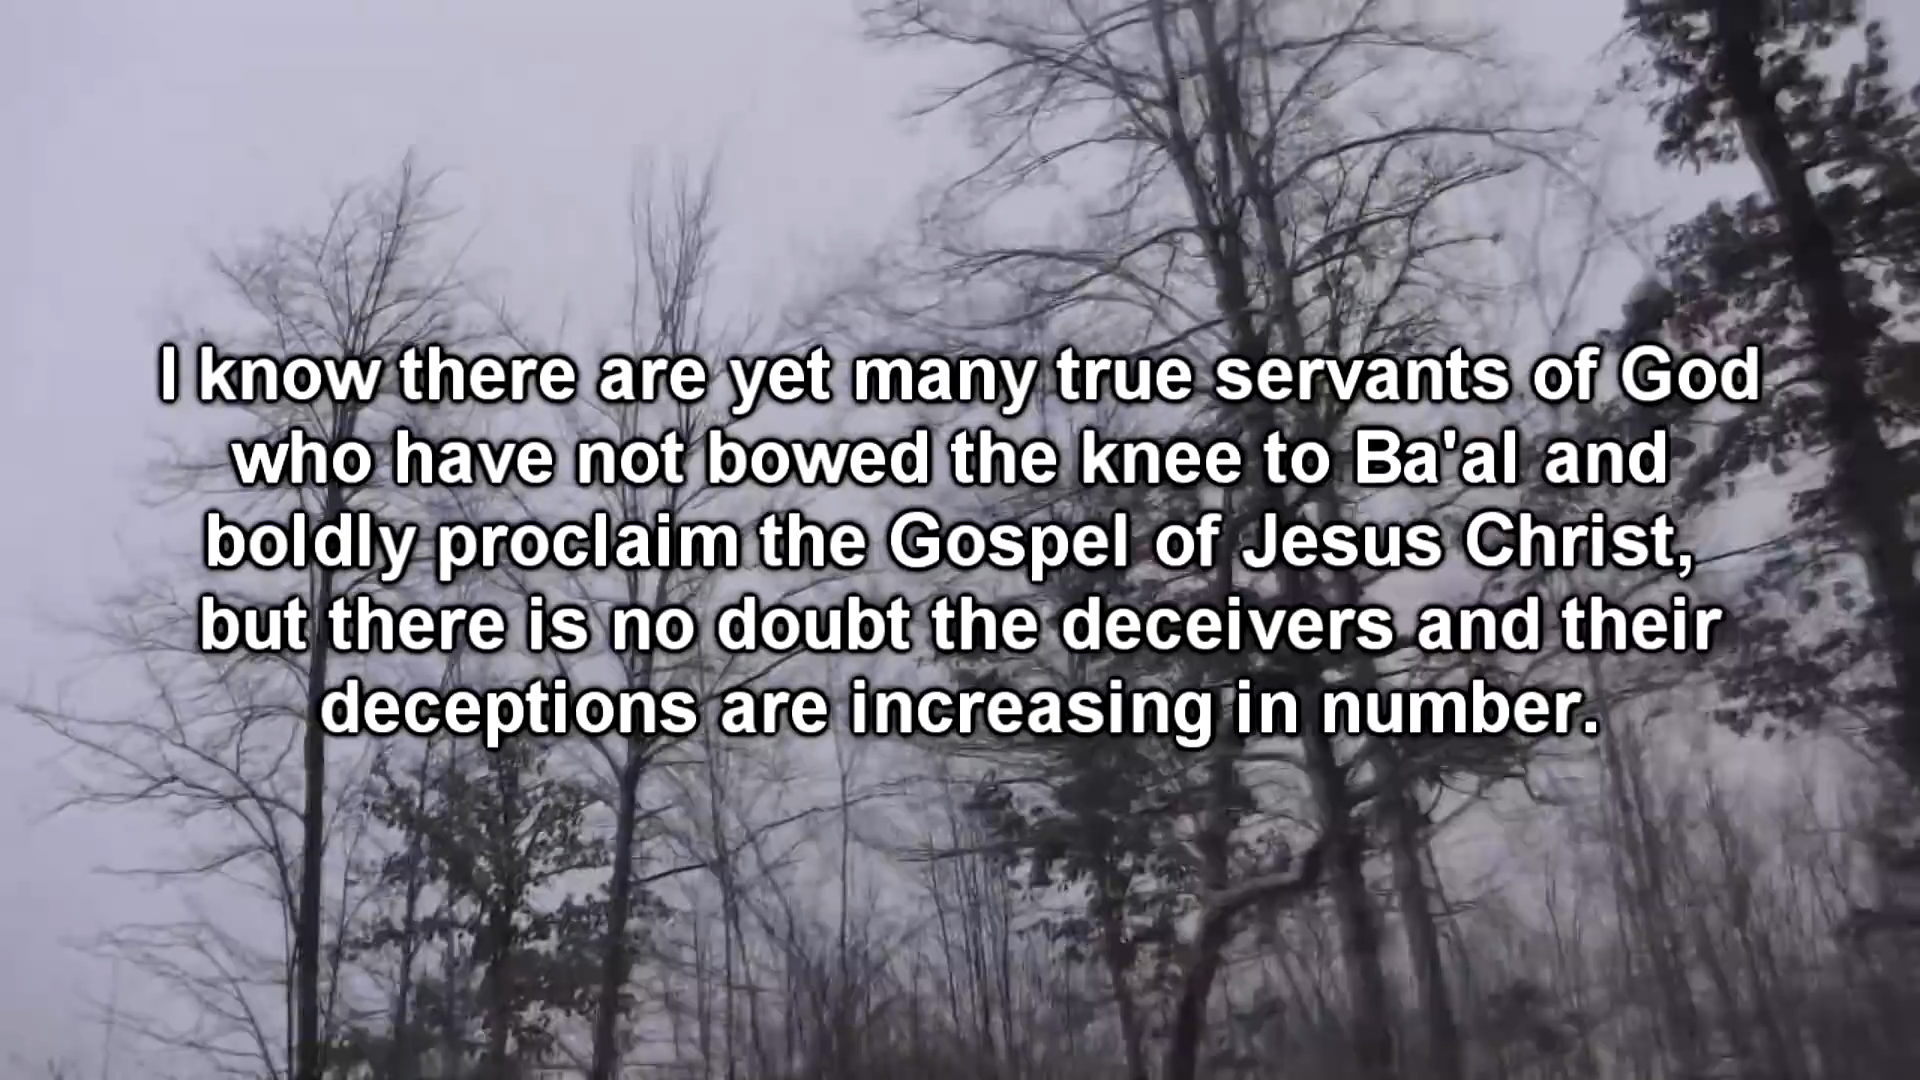 I know there are yet many true servants of God
who have not bowed the knee to Ba'al and
boldly proclaim the Gospel of Jesus Christ,
but there is no doubt the deceivers and their
deceptions are increasing in number.